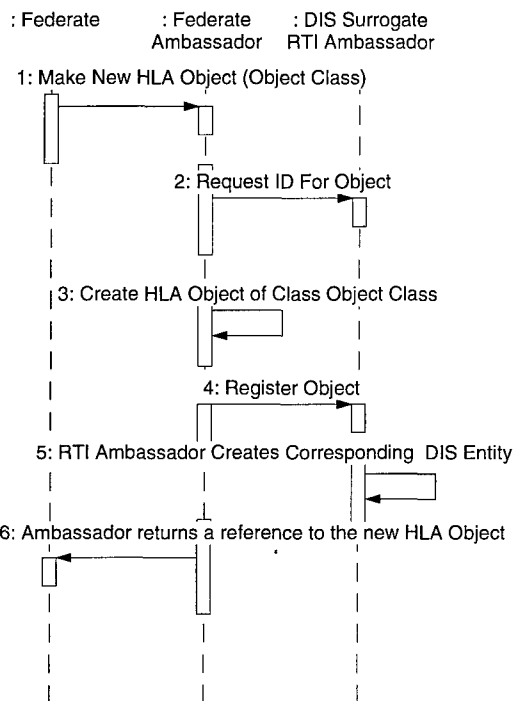 : Federate
: Federate Ambassador
: DIS Surrogate RTI Ambassador
1: Make New HLA Object (Object Class)
2: Request ID For Object
3: Create HLA Object of Class Object Class
4: Register Object
5: RTI Ambassador Creates Corresponding DIS Entity
6: Ambassador returns a reference to the new HLA Object